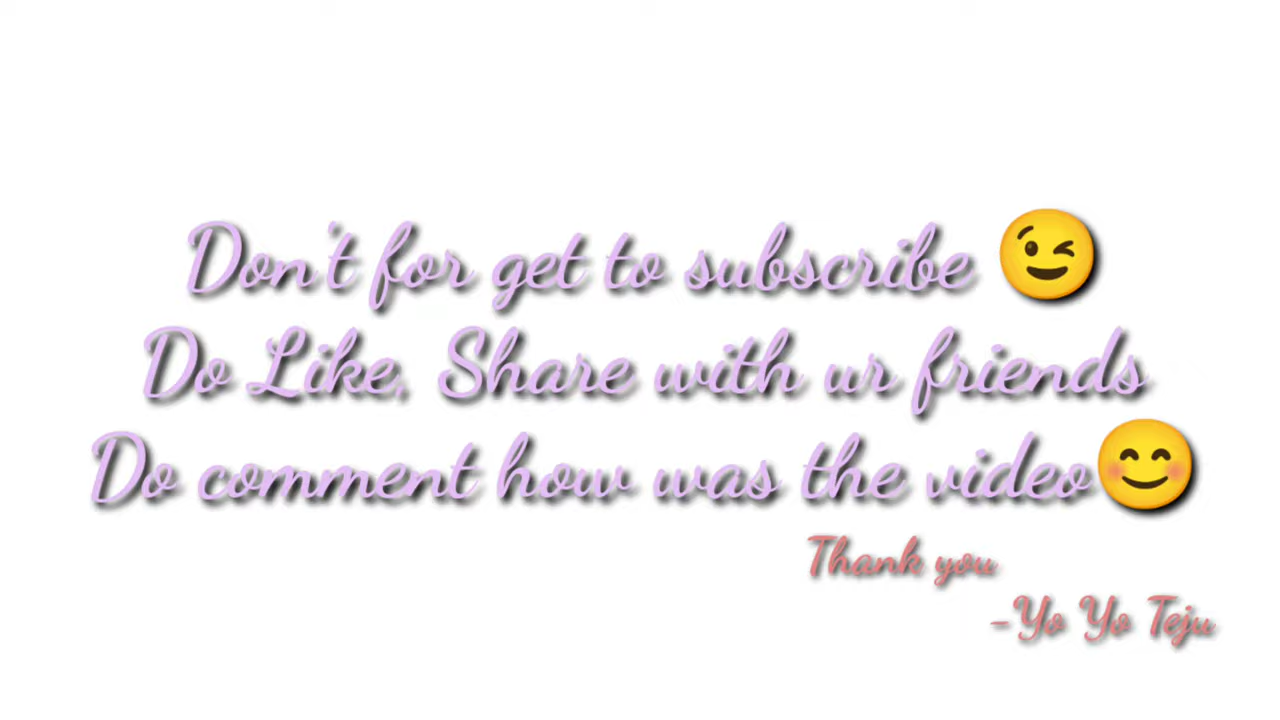 Don't for get to subscribe 😉
Do Like, Share with ur friends
Do comment how was the video😊
Thank you
-Yo Yo Teju